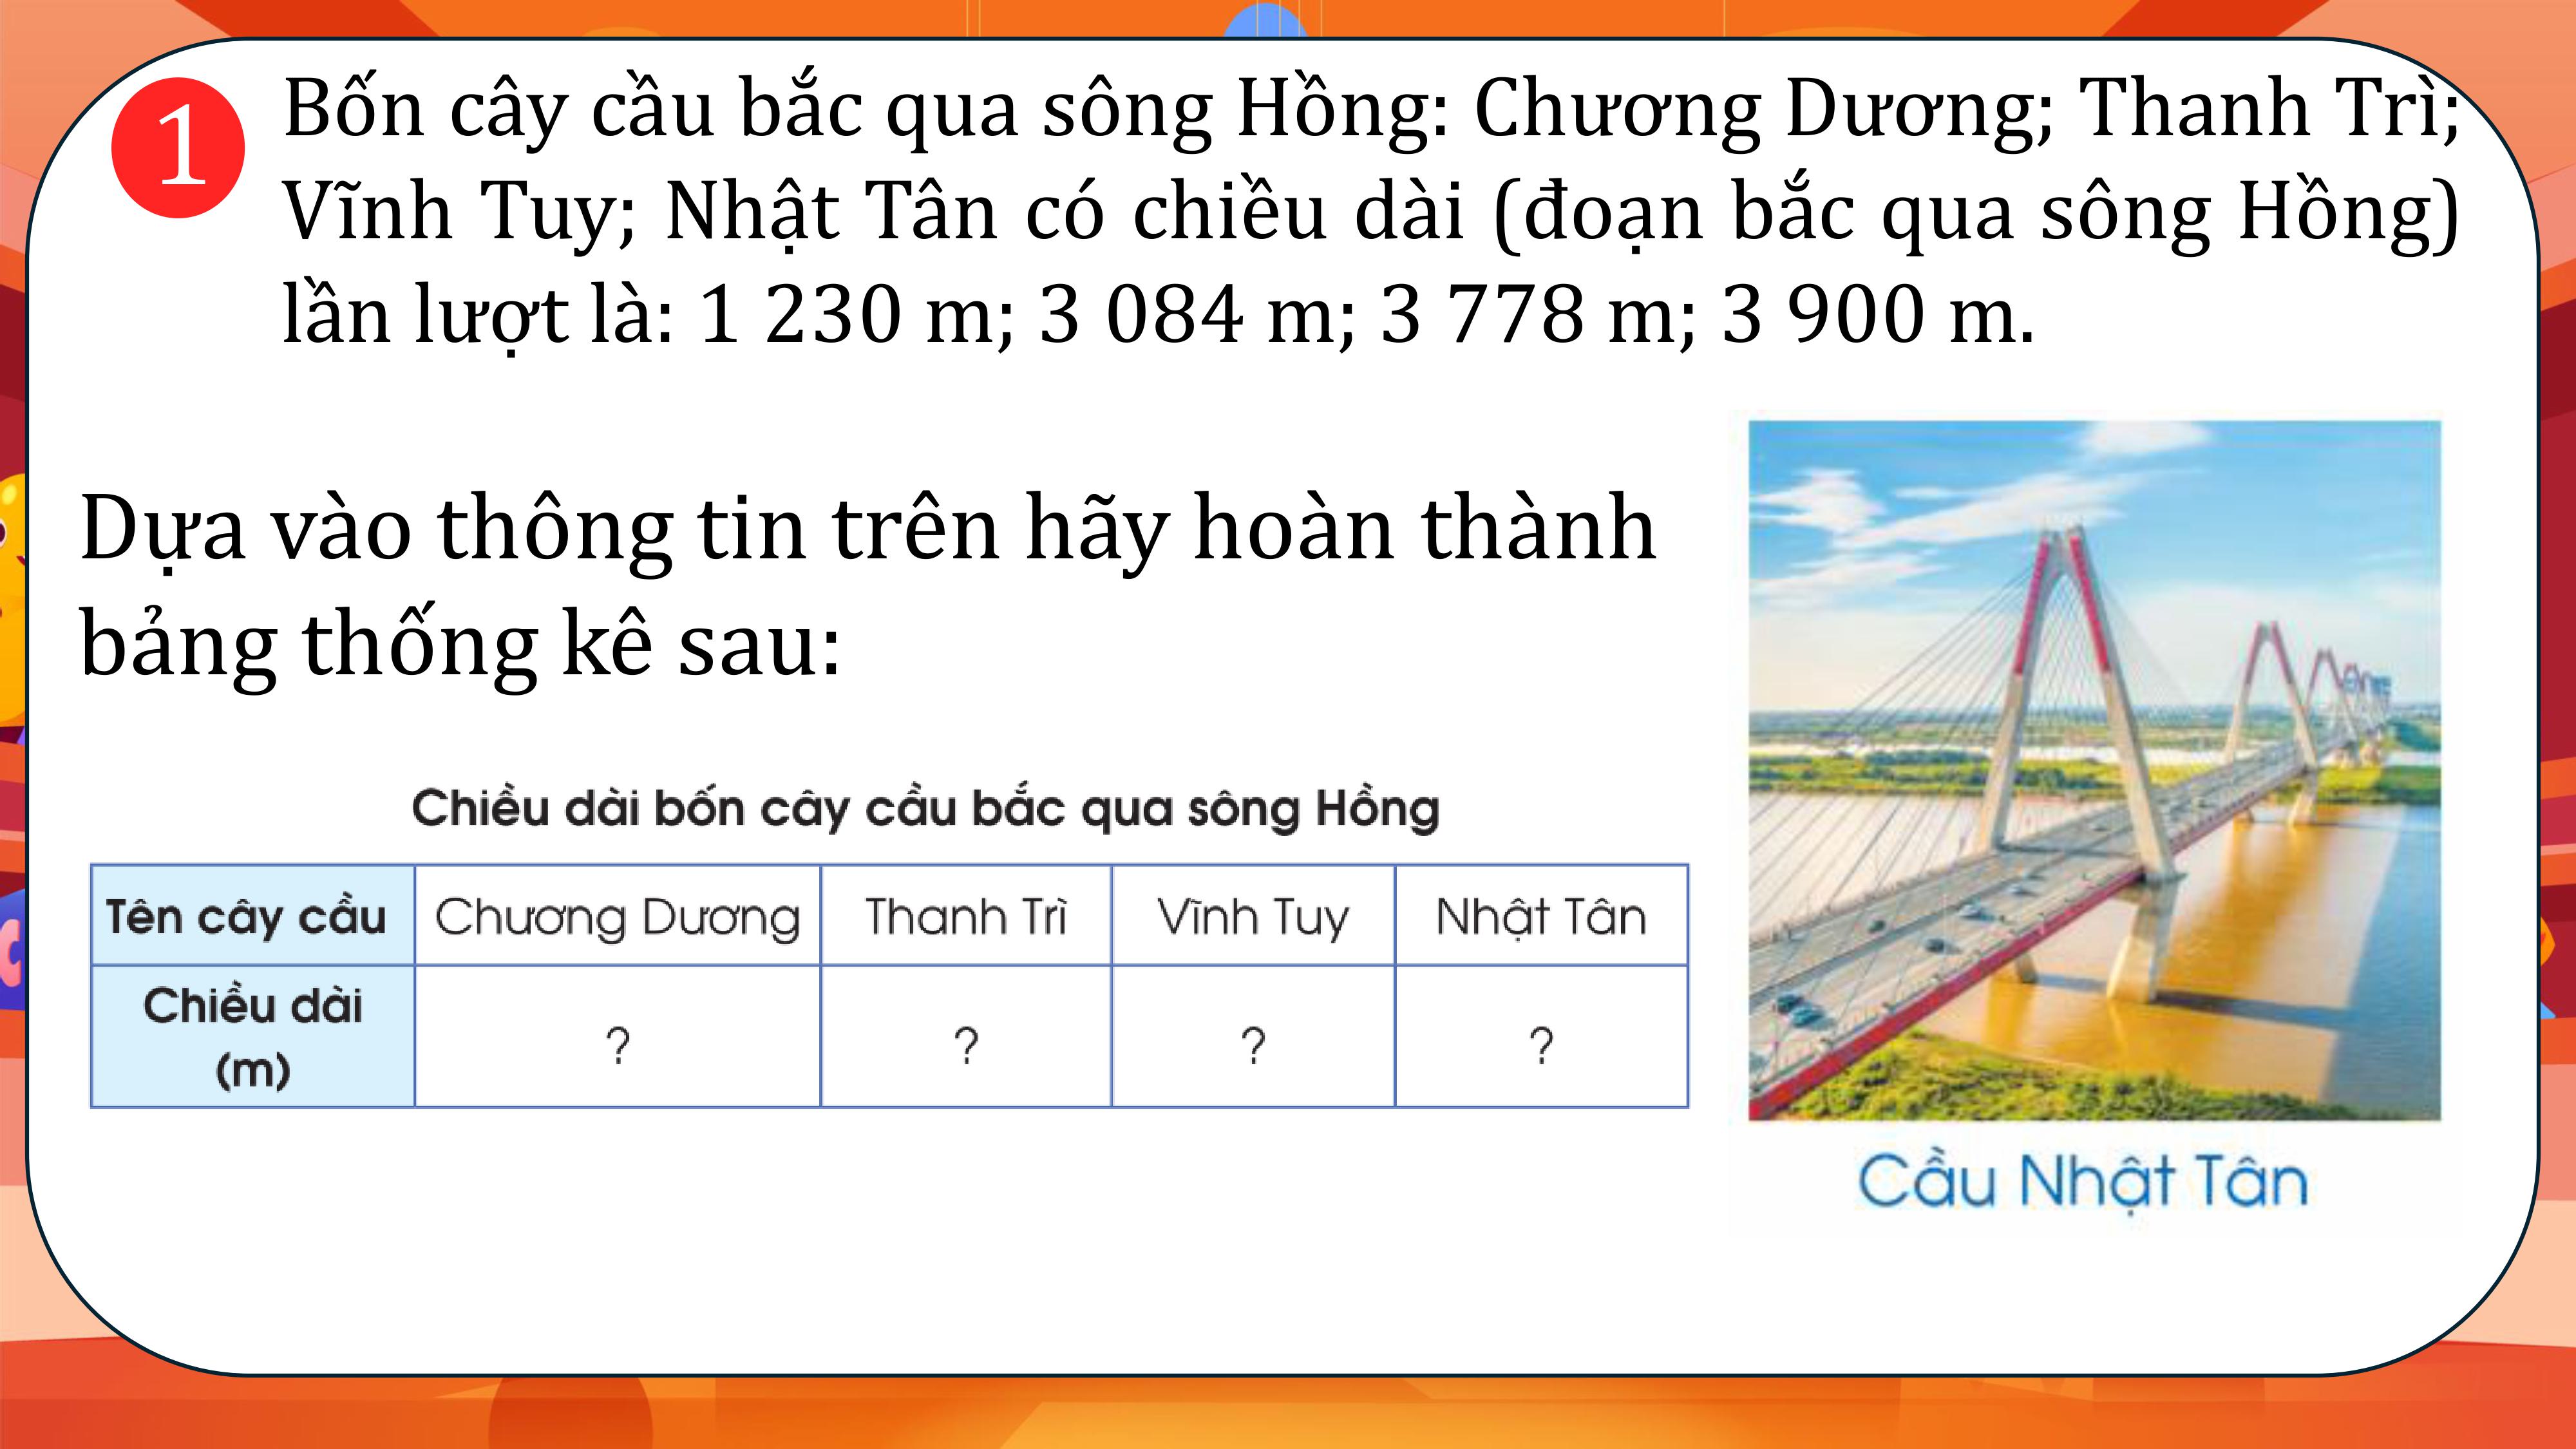 1
Bốn cây cầu bắc qua sông Hồng: Chương Dương; Thanh Trì;
Vĩnh Tuy; Nhật Tân có chiều dài (đoạn bắc qua sông Hồng)
lần lượt là: 1 230 m; 3 084 m; 3 778 m; 3 900 m.
Dựa vào thông tin trên hãy hoàn thành
bảng thống kê sau:
Chiều dài bốn cây cầu bắc qua sông Hồng
Tên cây cầu Chương Dương Thanh Trì Vĩnh Tuy Nhật Tân
Chiều dài
(m) ? ? ? ?
Cầu Nhật Tân